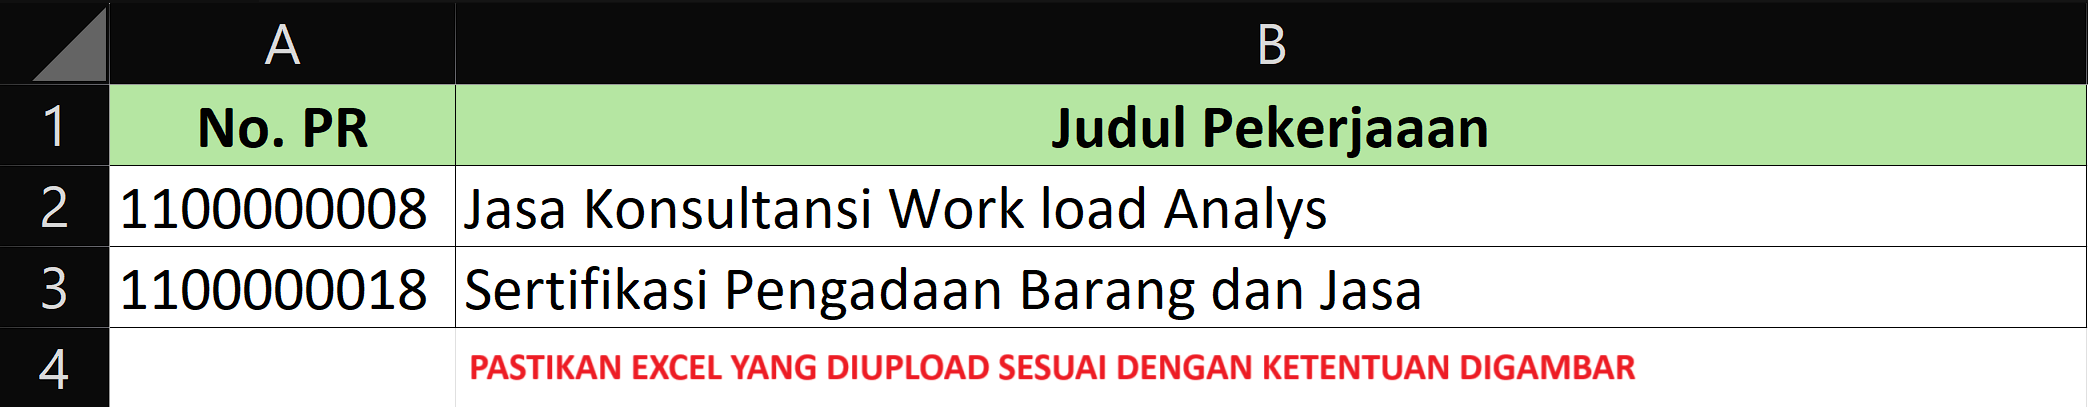 A B
1 No. PR Judul Pekerjaaan
2 1100000008 Jasa Konsultansi Work load Analys
3 1100000018 Sertifikasi Pengadaan Barang dan Jasa
4 PASTIKAN EXCEL YANG DIUPLOAD SESUAI DENGAN KETENTUAN DIGAMBAR